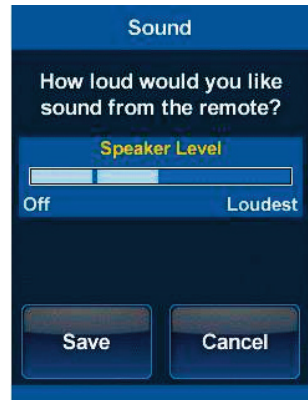 Sound
How loud would you like
sound from the remote?
Speaker Level
Off Loudest
Save Cancel